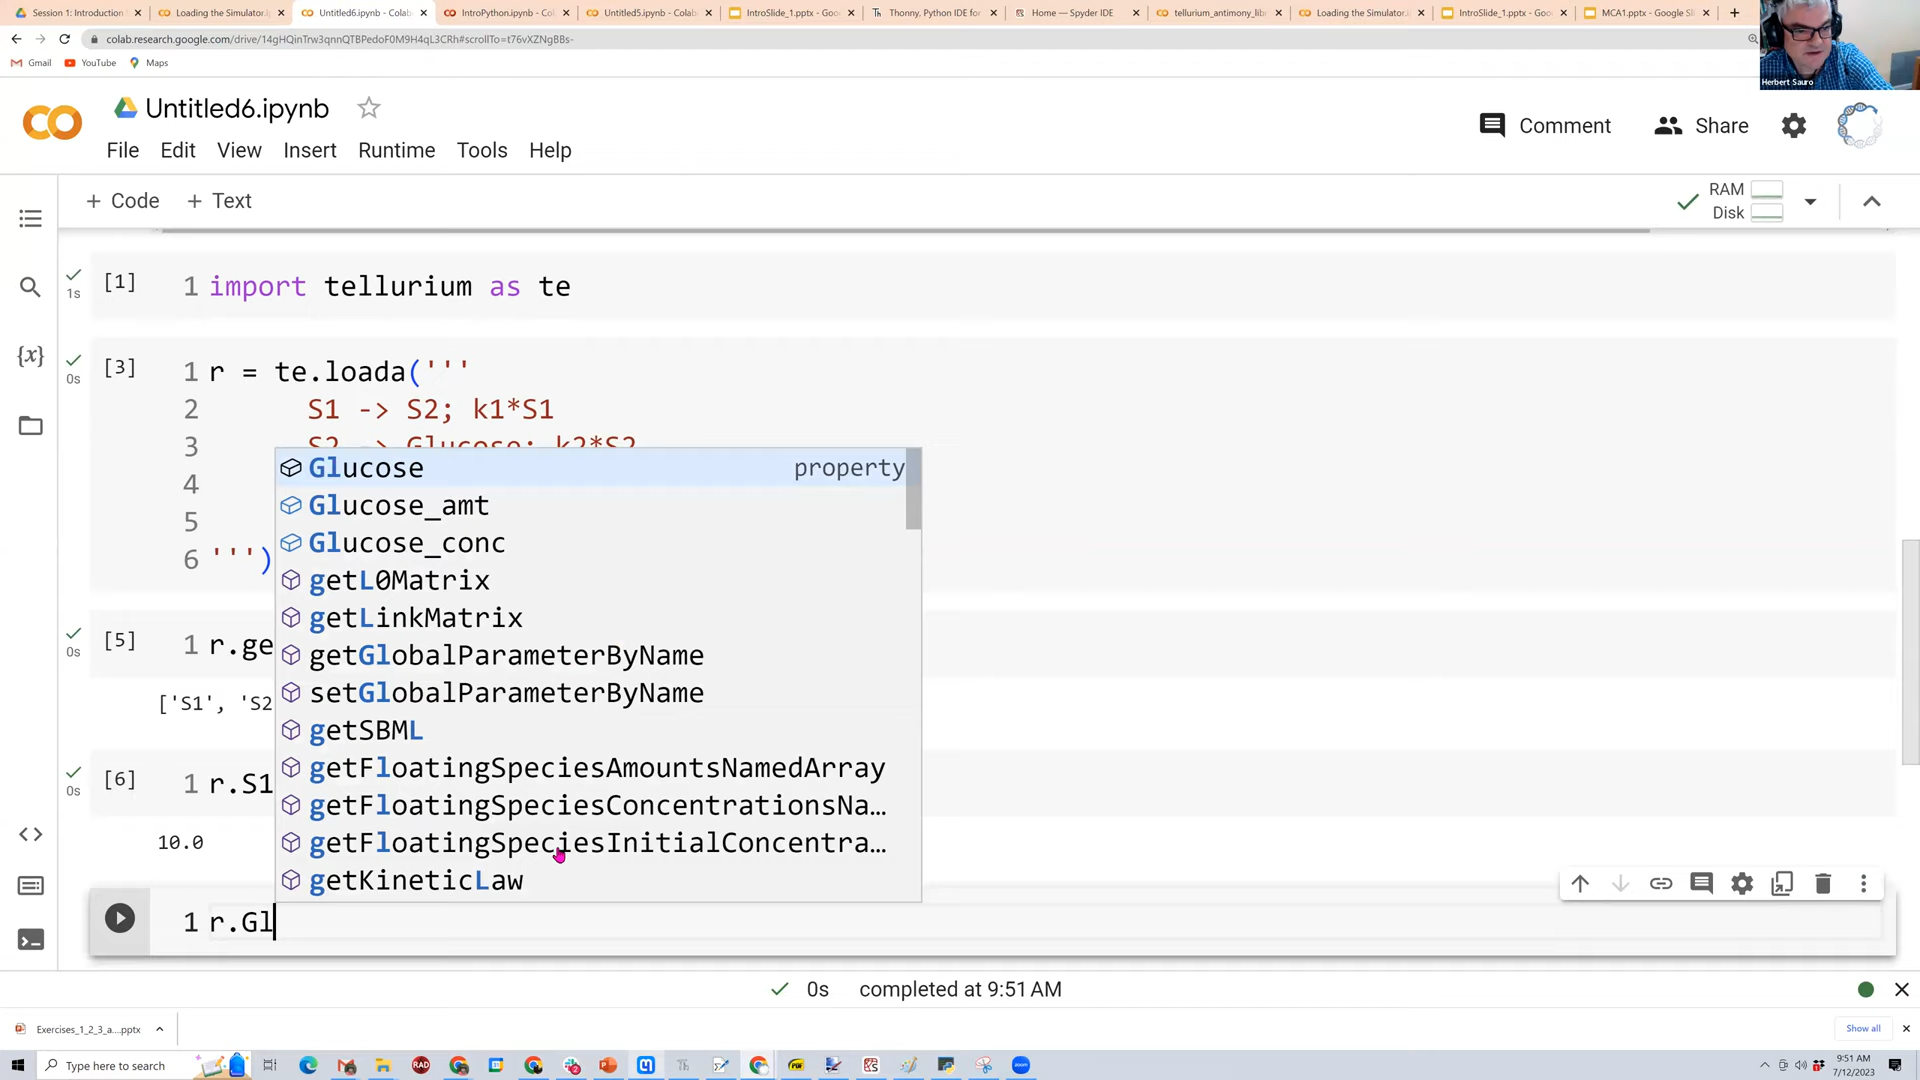 Session 1: Introduction
Loading the Simulator.ip
Untitled6.ipynb - Colab
IntroPython.ipynb - Co
Untitled5.ipynb - Colab
IntroSlide_1.pptx - Goo
Thonny, Python IDE for
Home — Spyder IDE
tellurium_antimony_lib
Loading the Simulator.i
IntroSlide_1.pptx - Goo
MCA1.pptx - Google Sl
colab.research.google.com/drive/14gHQinTrw3qnnQTBPedoF0M9H4qL3CRh#scrollTo=t76vXZNgBBs-
Gmail YouTube Maps
Herbert Sauro
Untitled6.ipynb
Comment Share
File Edit View Insert Runtime Tools Help
+ Code + Text
RAM
Disk
1s [1] 1 import tellurium as te
0s [3] 1 r = te.loada('''
2 S1 -> S2; k1*S1
3 S2 -> Glucose; k2*S2
4
5
6 ''')
Glucose property
Glucose_amt
Glucose_conc
getL0Matrix
getLinkMatrix
getGlobalParameterByName
setGlobalParameterByName
getSBML
getFloatingSpeciesAmountsNamedArray
getFloatingSpeciesConcentrationsNa…
getFloatingSpeciesInitialConcentra…
getKineticLaw
0s [5] 1 r.ge
['S1', 'S2
0s [6] 1 r.S1
10.0
1 r.Gl
0s completed at 9:51 AM
Exercises_1_2_3_a....pptx
Show all
Type here to search
RAD
9:51 AM
7/12/2023